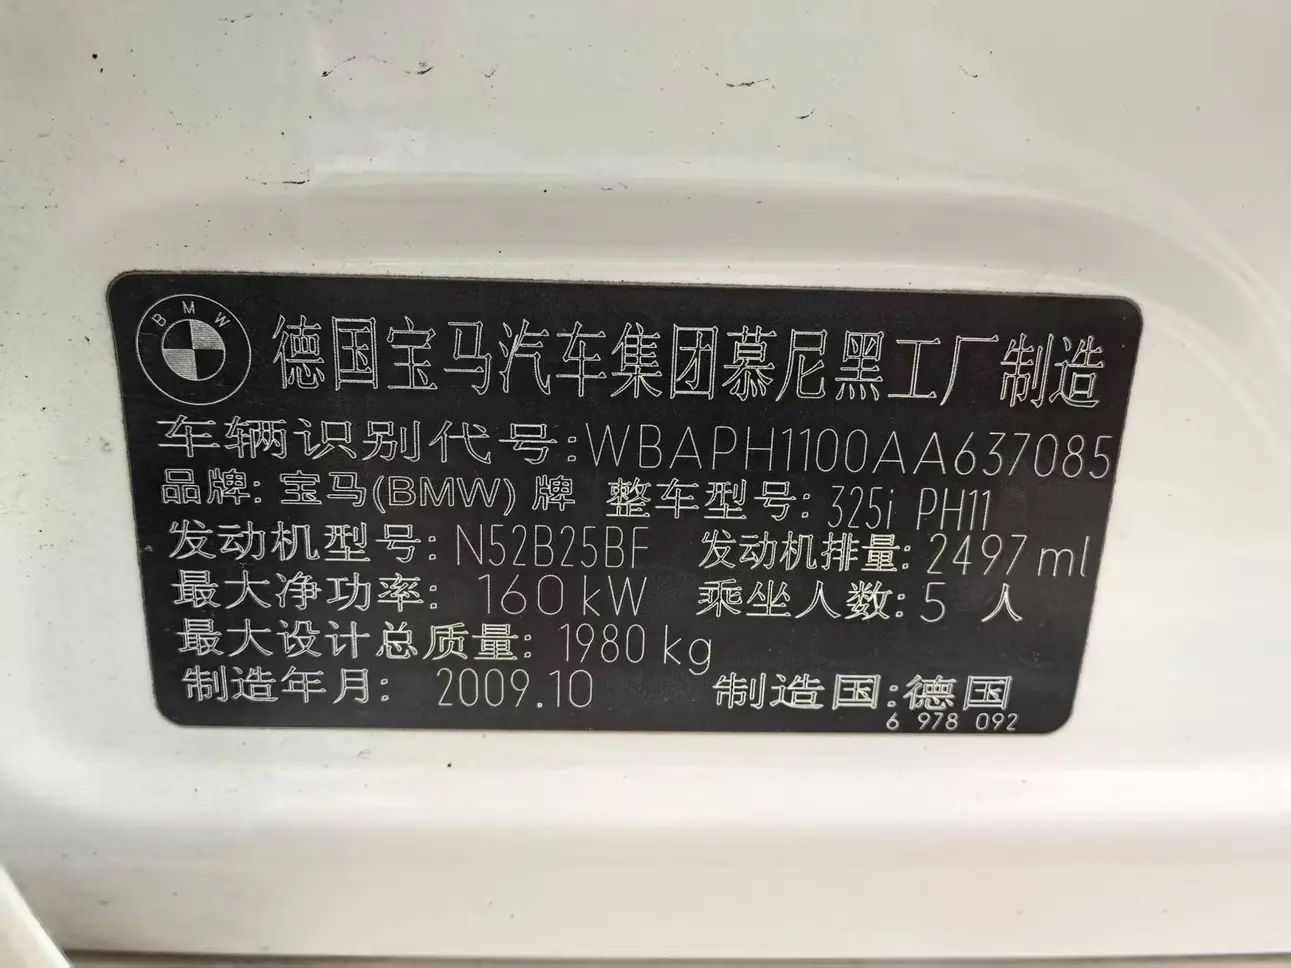 BMW 德国宝马汽车集团慕尼黑工厂制造
车辆识别代号:WBAPH1100AA637085
品牌: 宝马(BMW) 牌 整车型号: 325i PH11
发动机型号: N52B25BF 发动机排量: 2497 ml
最大净功率: 160 kW 乘坐人数: 5 人
最大设计总质量: 1980 kg
制造年月: 2009.10 制造国:德国
6 978 092